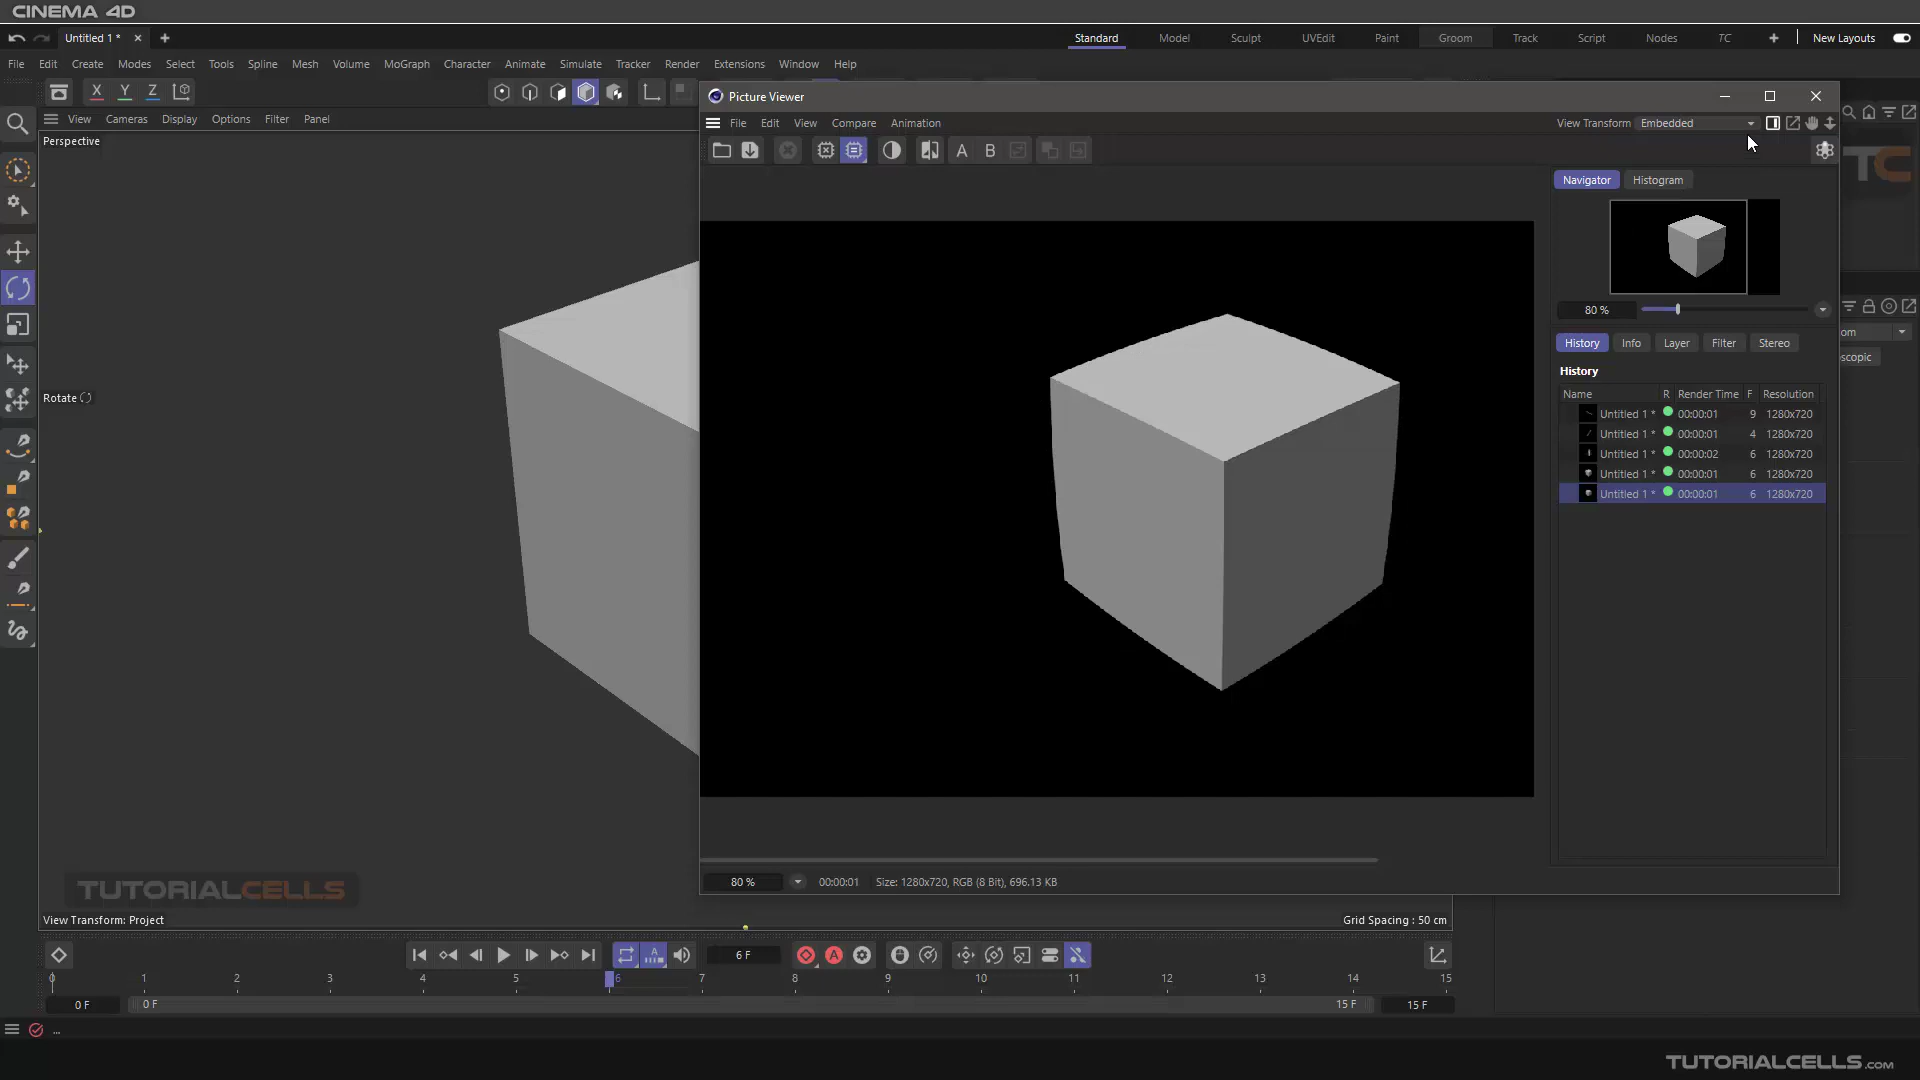 CINEMA 4D
Untitled 1 *
Standard Model Sculpt UVEdit Paint Groom Track Script Nodes TC New Layouts
File Edit Create Modes Select Tools Spline Mesh Volume MoGraph Character Animate Simulate Tracker Render Extensions Window Help
X Y Z
Picture Viewer
View Cameras Display Options Filter Panel
File Edit View Compare Animation
View Transform Embedded
Perspective
A B
TC
Navigator Histogram
80 %
om
History Info Layer Filter Stereo
scopic
History
Name R Render Time F Resolution
Untitled 1 * 00:00:01 9 1280x720
Untitled 1 * 00:00:01 4 1280x720
Untitled 1 * 00:00:02 6 1280x720
Untitled 1 * 00:00:01 6 1280x720
Untitled 1 * 00:00:01 6 1280x720
Rotate
80 % 00:00:01 Size: 1280x720, RGB (8 Bit), 696.13 KB
TUTORIALCELLS
View Transform: Project
Grid Spacing : 50 cm
A
6 F
A
0 1 2 3 4 5 6 7 8 9 10 11 12 13 14 15
0 F 0 F 15 F 15 F
...
TUTORIALCELLS.COM